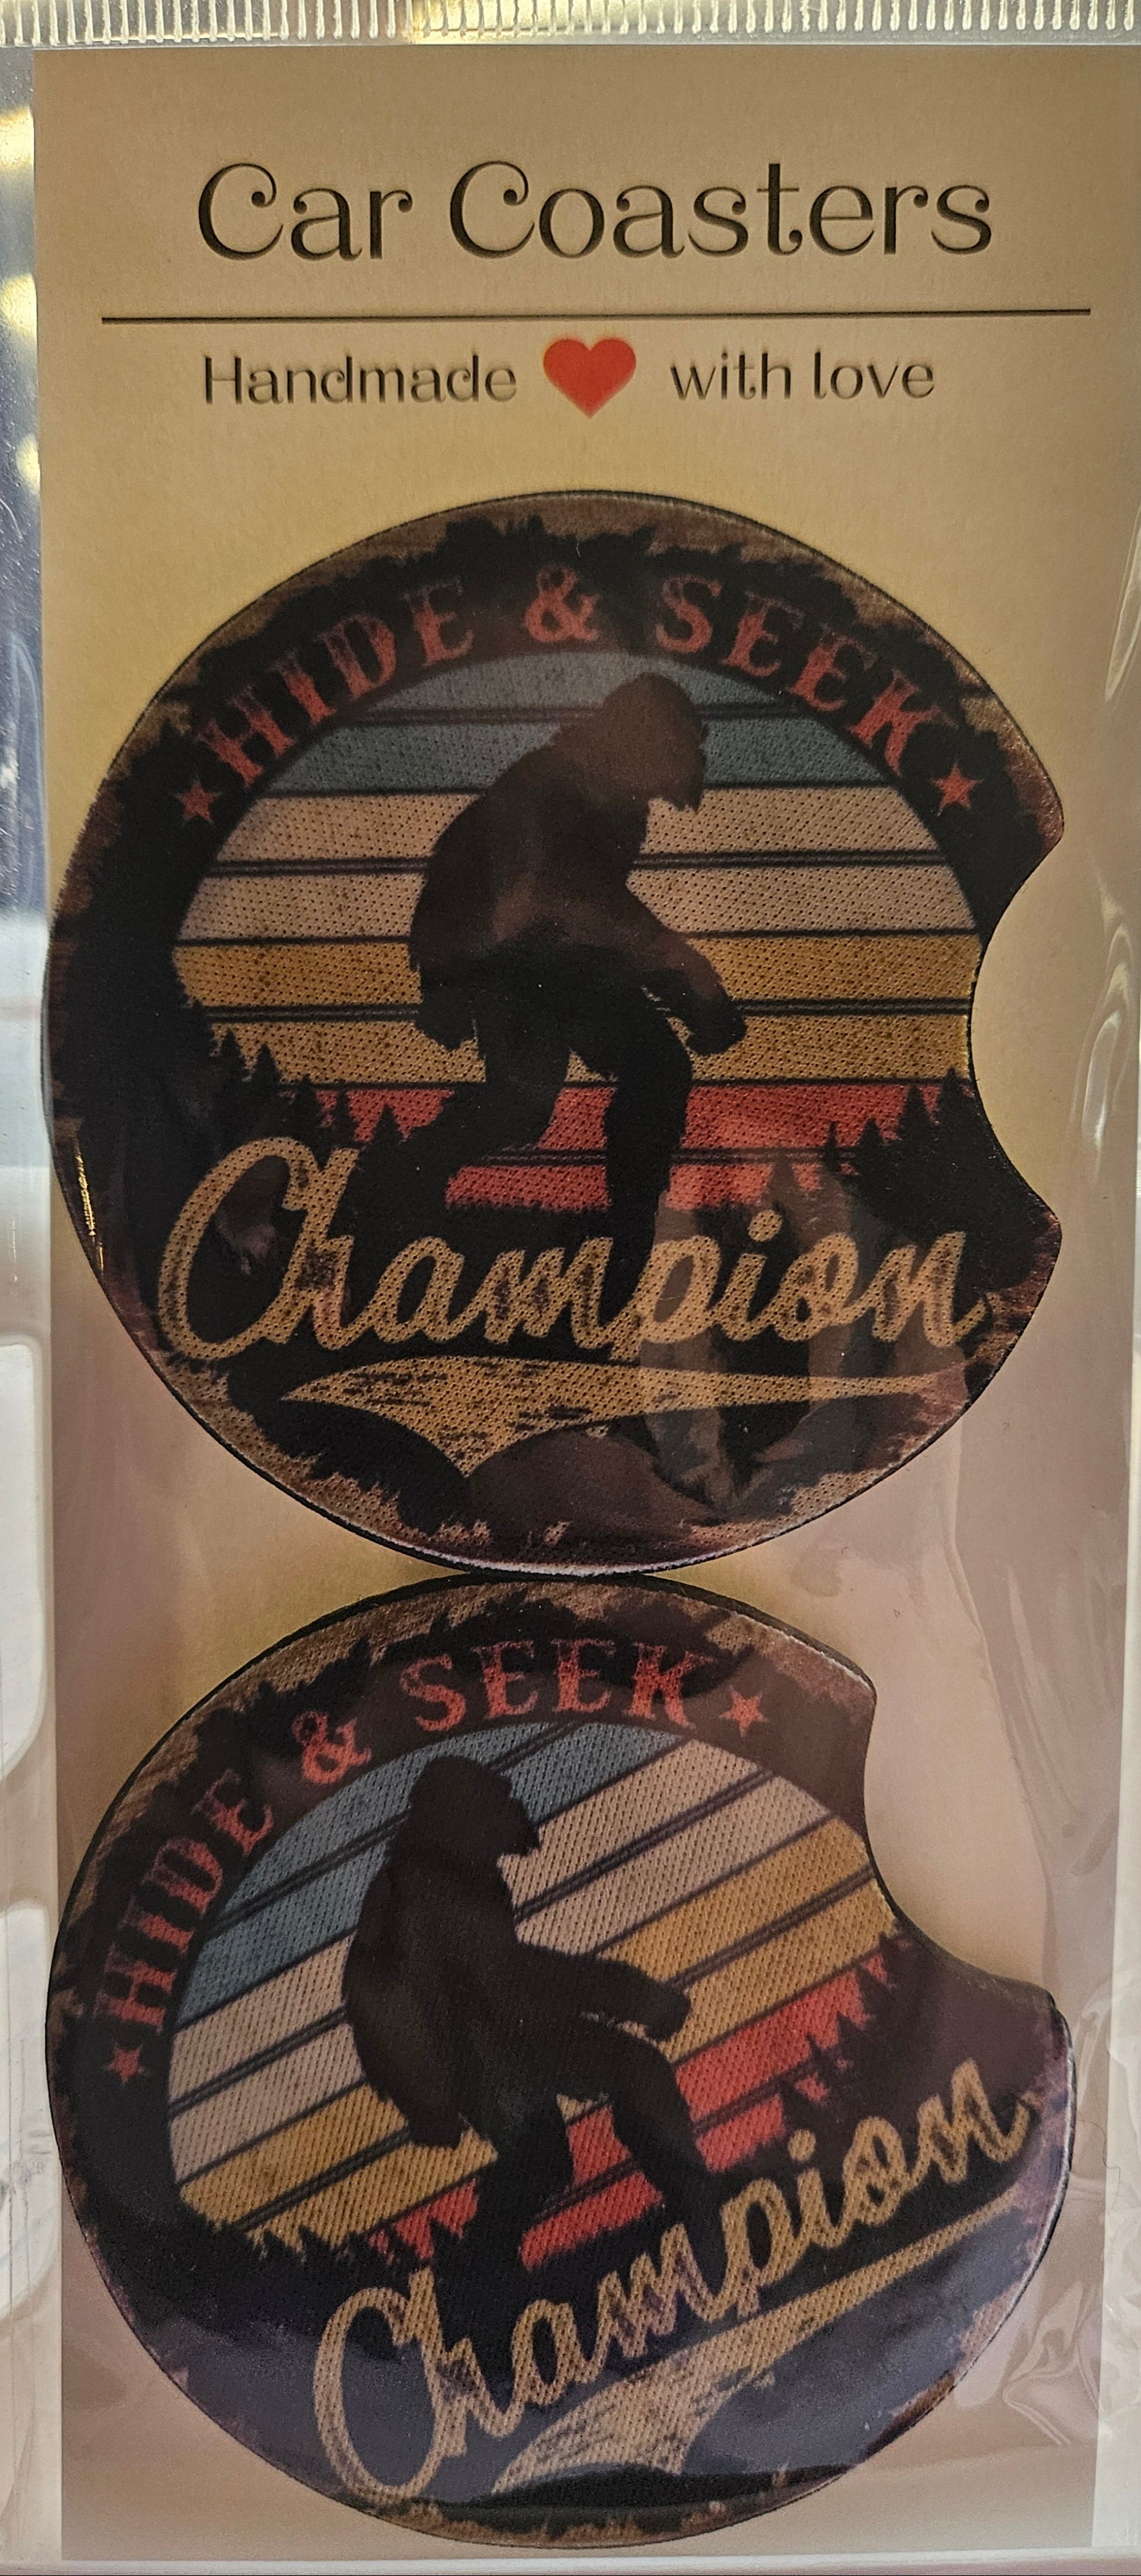 Car Coasters
Handmade ❤ with love
★ HIDE & SEEK ★
Champion
★ HIDE & SEEK ★
Champion